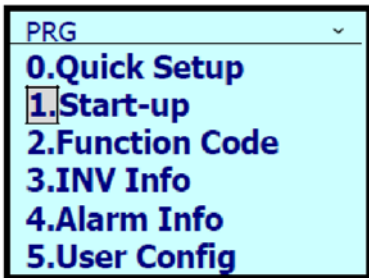 PRG
0.Quick Setup
1.Start-up
2.Function Code
3.INV Info
4.Alarm Info
5.User Config